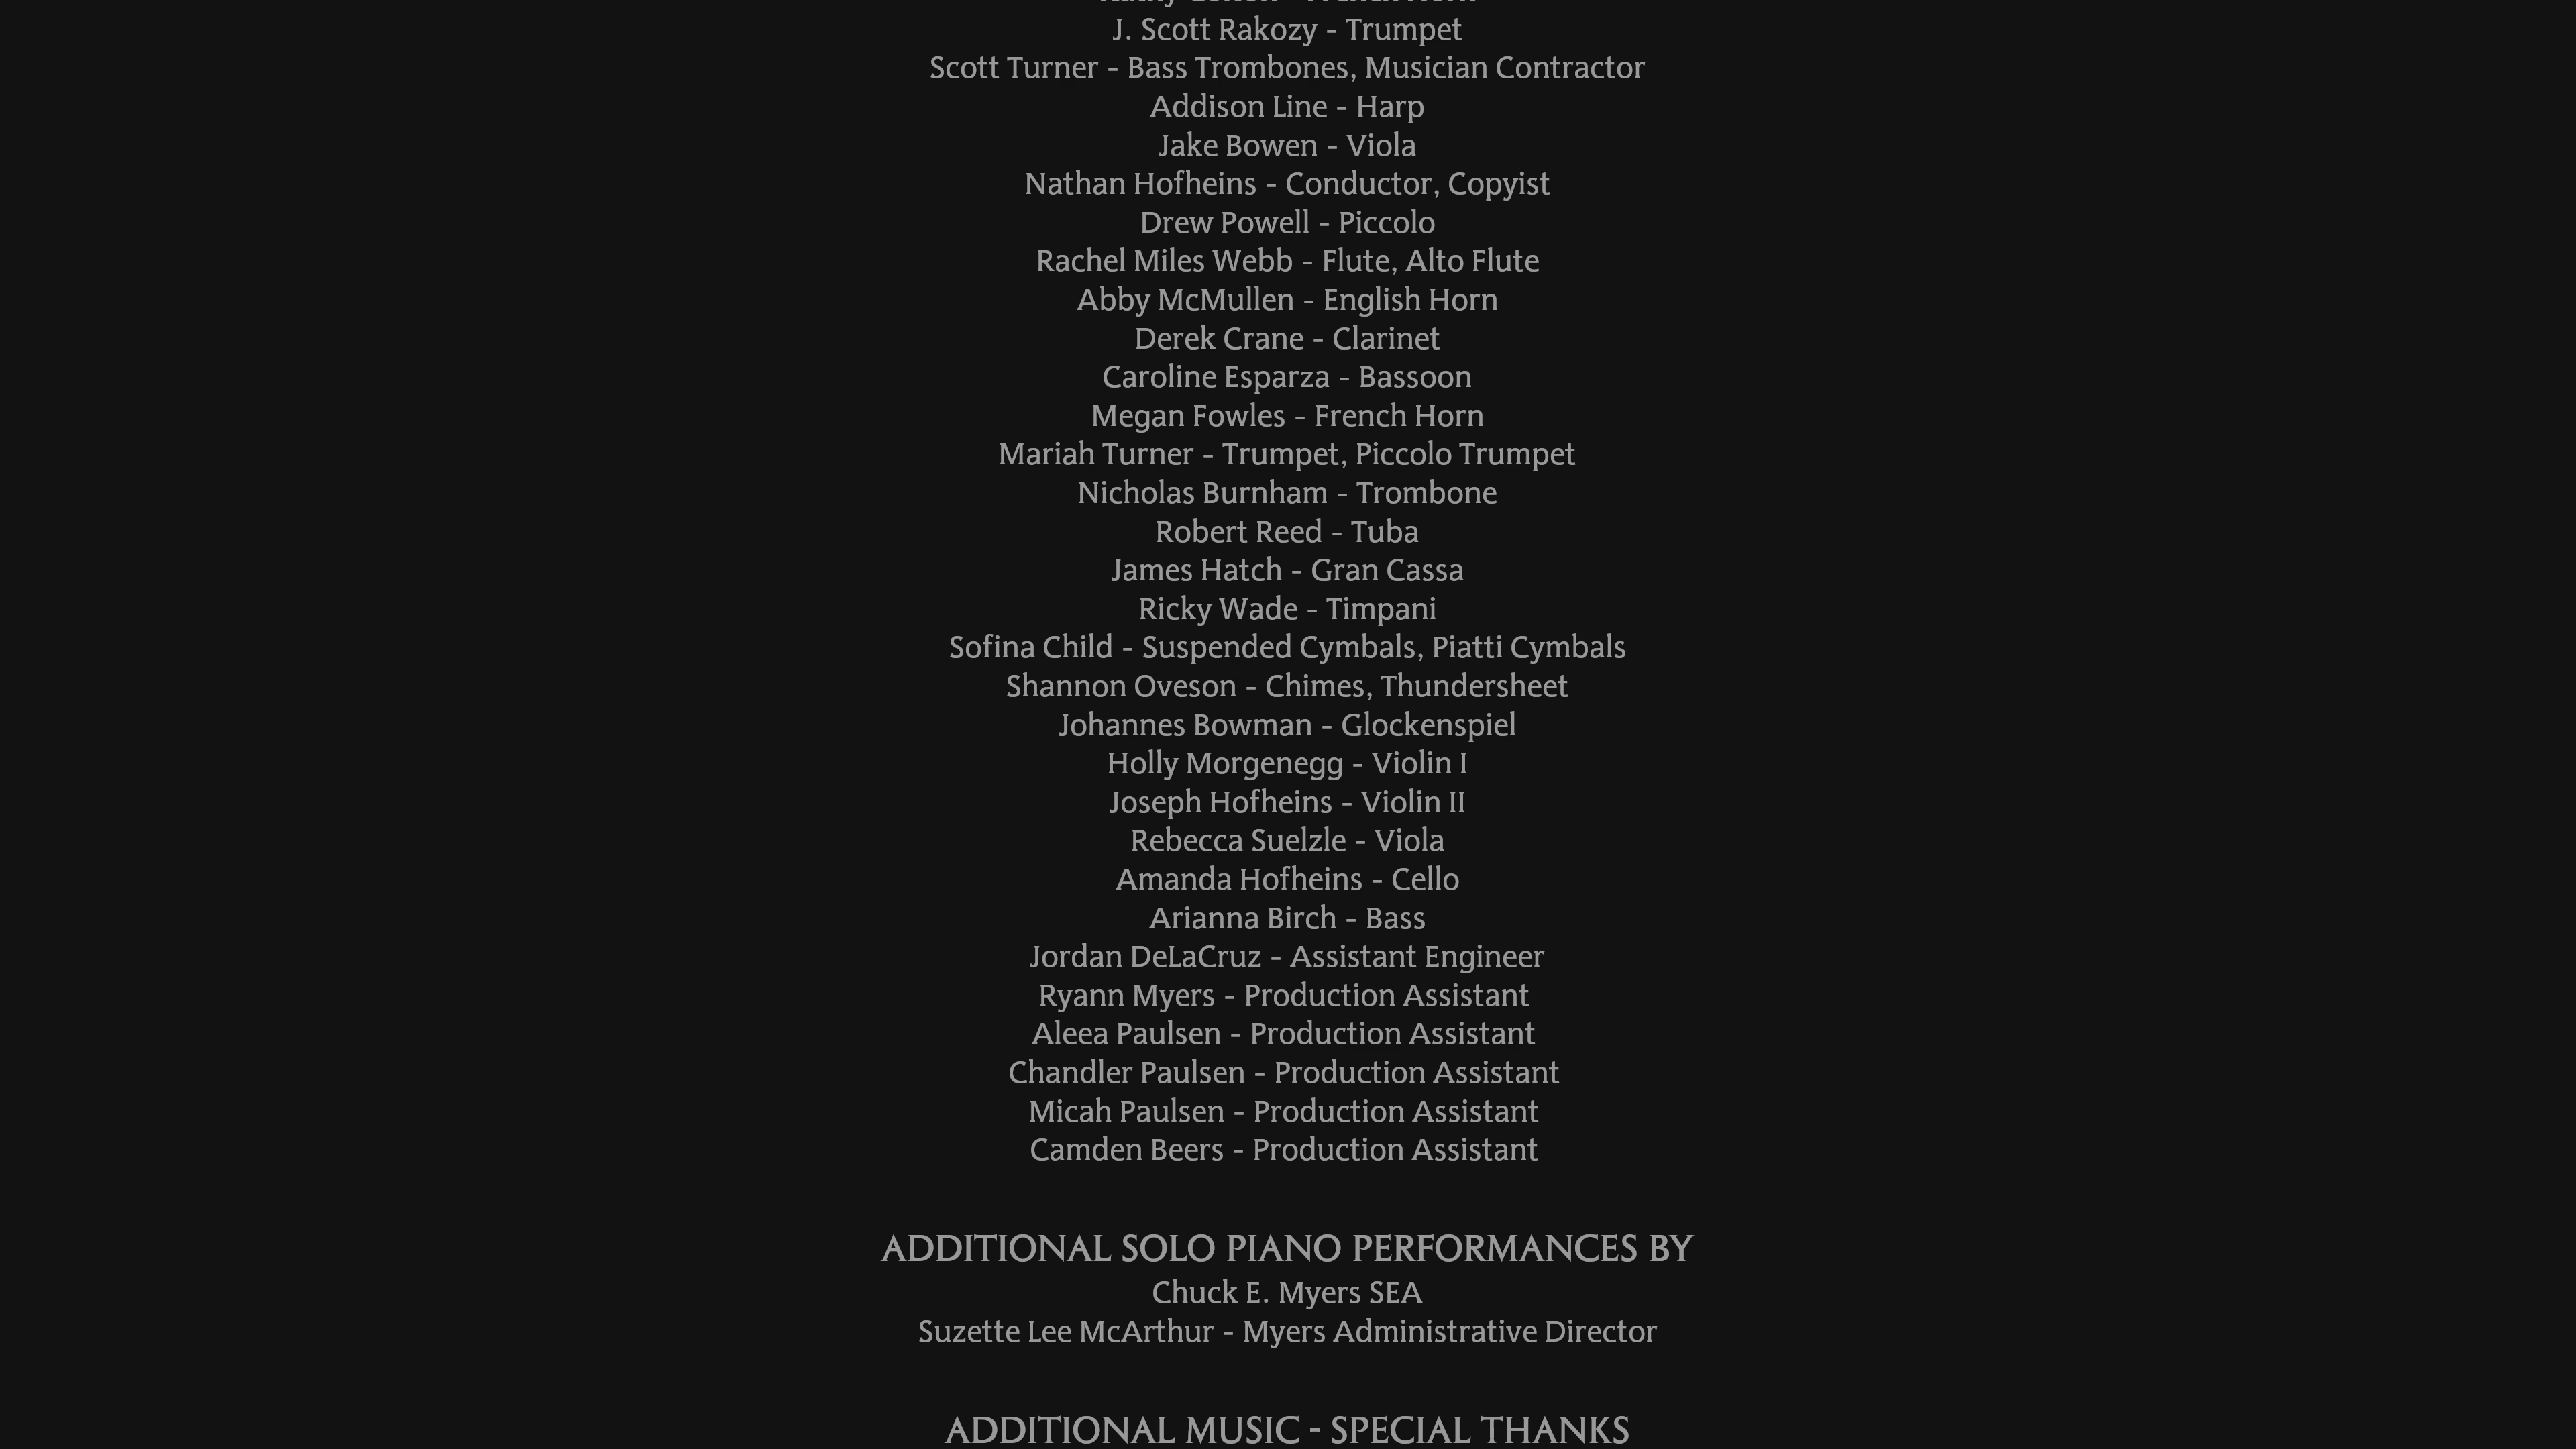 J. Scott Rakozy - Trumpet
Scott Turner - Bass Trombones, Musician Contractor
Addison Line - Harp
Jake Bowen - Viola
Nathan Hofheins - Conductor, Copyist
Drew Powell - Piccolo
Rachel Miles Webb - Flute, Alto Flute
Abby McMullen - English Horn
Derek Crane - Clarinet
Caroline Esparza - Bassoon
Megan Fowles - French Horn
Mariah Turner - Trumpet, Piccolo Trumpet
Nicholas Burnham - Trombone
Robert Reed - Tuba
James Hatch - Gran Cassa
Ricky Wade - Timpani
Sofina Child - Suspended Cymbals, Piatti Cymbals
Shannon Oveson - Chimes, Thundersheet
Johannes Bowman - Glockenspiel
Holly Morgenegg - Violin I
Joseph Hofheins - Violin II
Rebecca Suelzle - Viola
Amanda Hofheins - Cello
Arianna Birch - Bass
Jordan DeLaCruz - Assistant Engineer
Ryann Myers - Production Assistant
Aleea Paulsen - Production Assistant
Chandler Paulsen - Production Assistant
Micah Paulsen - Production Assistant
Camden Beers - Production Assistant
ADDITIONAL SOLO PIANO PERFORMANCES BY
Chuck E. Myers SEA
Suzette Lee McArthur - Myers Administrative Director
ADDITIONAL MUSIC - SPECIAL THANKS